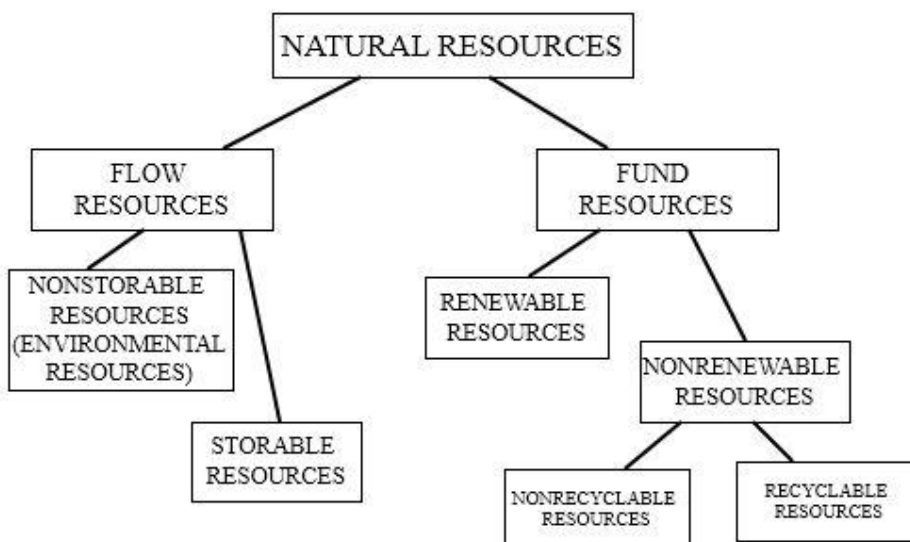 NATURAL RESOURCES
FLOW
RESOURCES
FUND
RESOURCES
NONSTORABLE
RESOURCES
(ENVIRONMENTAL
RESOURCES)
STORABLE
RESOURCES
RENEWABLE
RESOURCES
NONRENEWABLE
RESOURCES
NONRECYCLABLE
RESOURCES
RECYCLABLE
RESOURCES